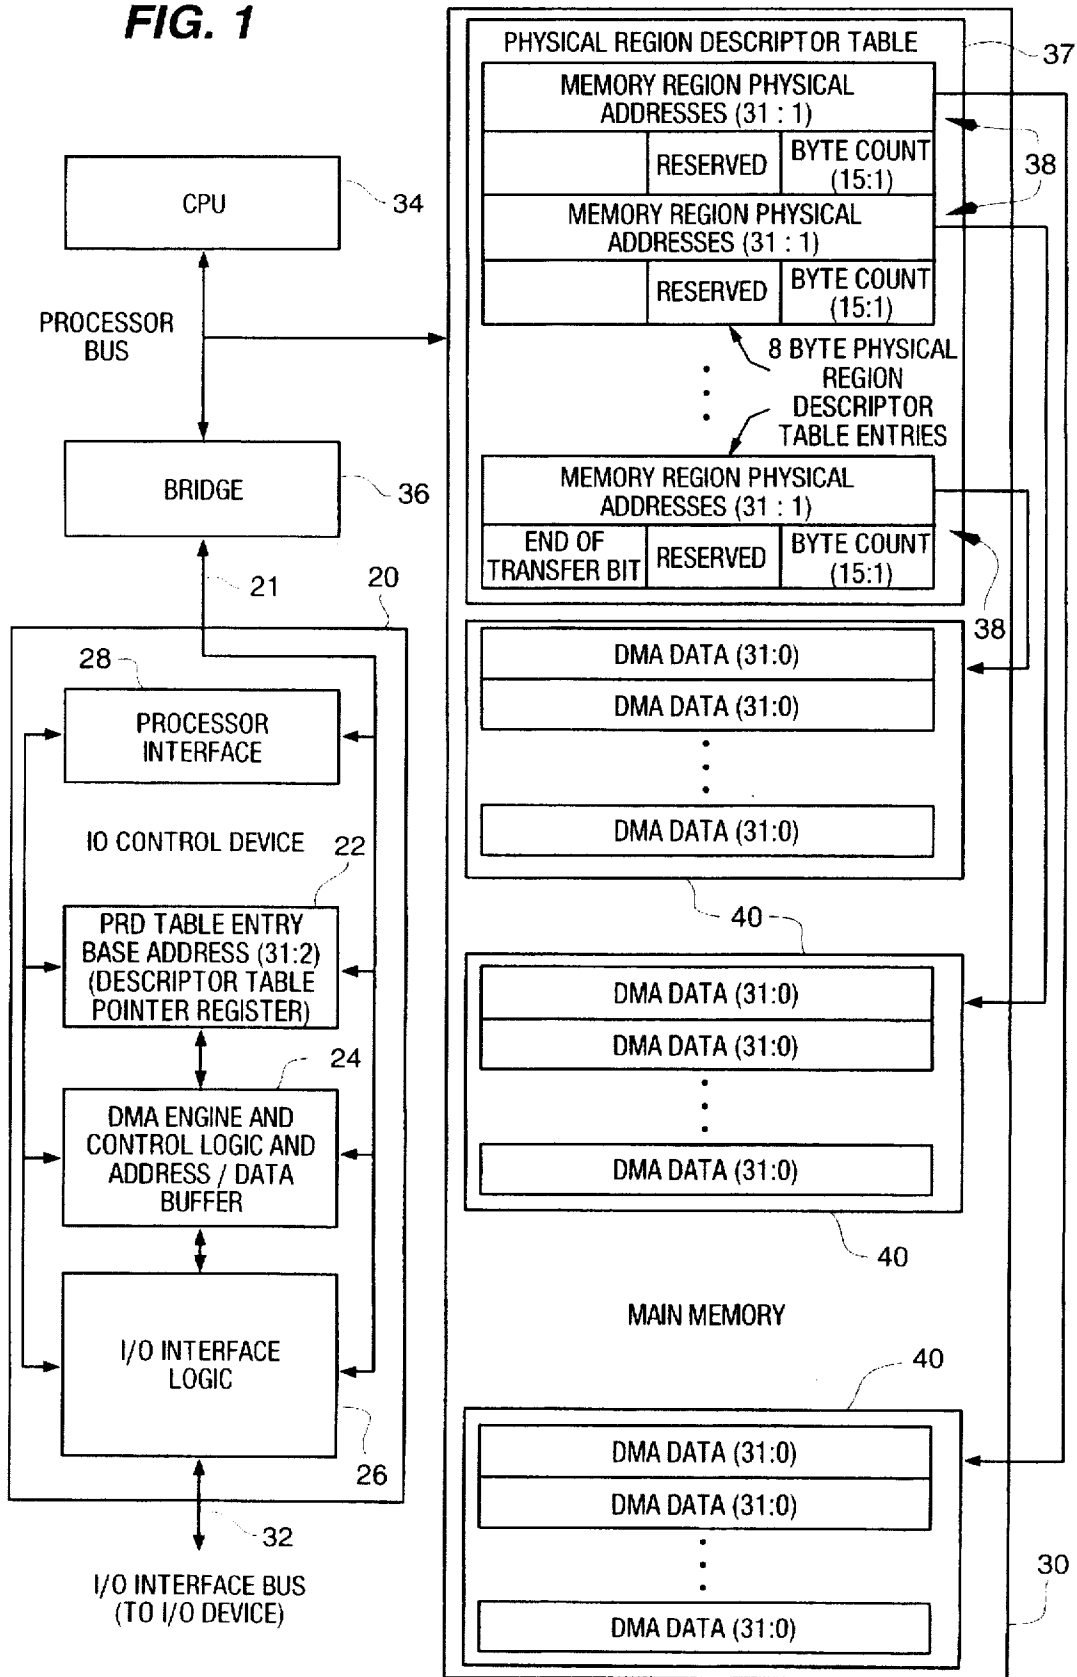 FIG. 1
CPU
34
PROCESSOR
BUS
BRIDGE
36
21
20
28
PROCESSOR
INTERFACE
IO CONTROL DEVICE
22
PRD TABLE ENTRY
BASE ADDRESS (31:2)
(DESCRIPTOR TABLE
POINTER REGISTER)
24
DMA ENGINE AND
CONTROL LOGIC AND
ADDRESS / DATA
BUFFER
I/O INTERFACE
LOGIC
26
32
I/O INTERFACE BUS
(TO I/O DEVICE)
PHYSICAL REGION DESCRIPTOR TABLE
37
MEMORY REGION PHYSICAL
ADDRESSES (31 : 1)
RESERVED
BYTE COUNT
(15:1)
38
MEMORY REGION PHYSICAL
ADDRESSES (31 : 1)
RESERVED
BYTE COUNT
(15:1)
8 BYTE PHYSICAL
REGION
DESCRIPTOR
TABLE ENTRIES
MEMORY REGION PHYSICAL
ADDRESSES (31 : 1)
END OF
TRANSFER BIT
RESERVED
BYTE COUNT
(15:1)
38
DMA DATA (31:0)
DMA DATA (31:0)
DMA DATA (31:0)
40
DMA DATA (31:0)
DMA DATA (31:0)
DMA DATA (31:0)
40
MAIN MEMORY
40
DMA DATA (31:0)
DMA DATA (31:0)
DMA DATA (31:0)
30